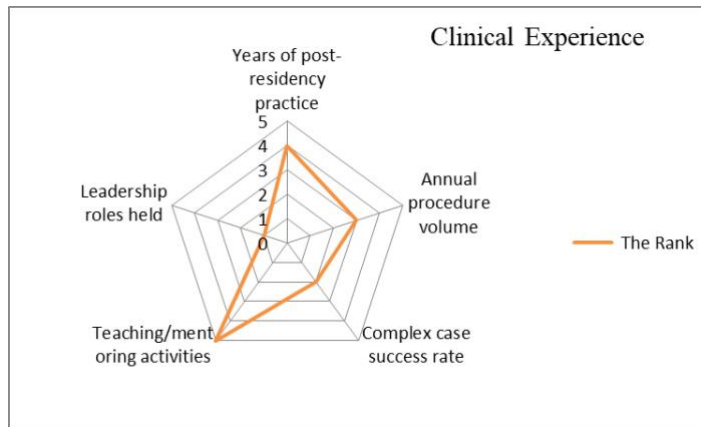 Clinical Experience
Years of post-
residency
practice
5
4
3
2
1
0
Annual
procedure
volume
Complex case
success rate
Teaching/ment
oring activities
Leadership
roles held
The Rank